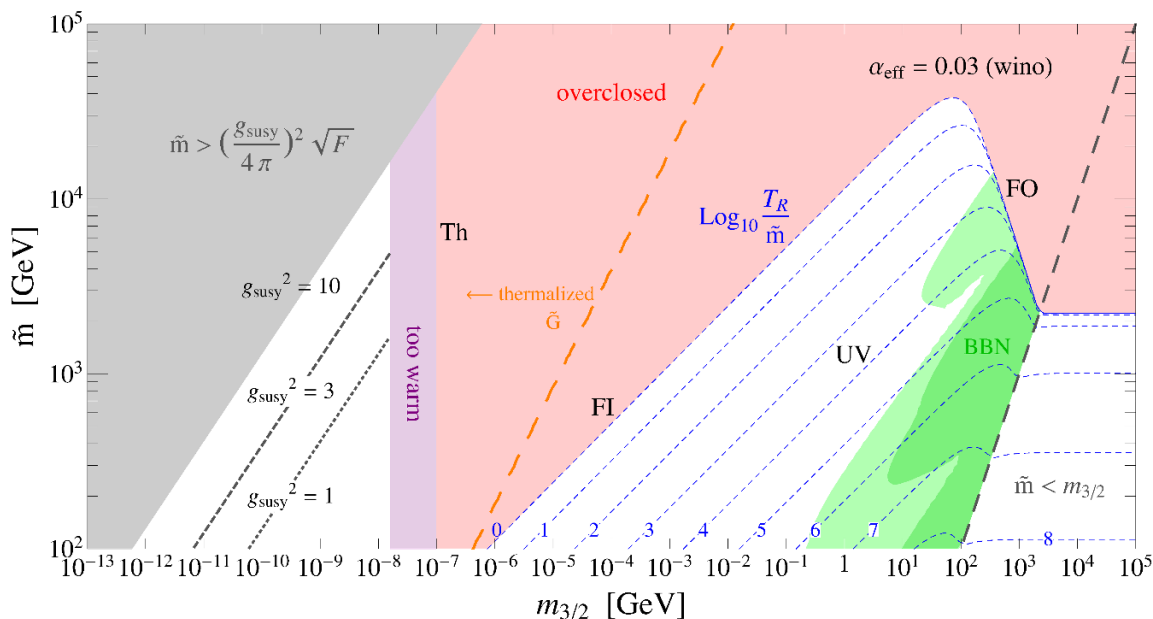 α_eff = 0.03 (wino)
overclosed
m̃ > (g_susy / 4 π)² √F
FO
Log₁₀ T_R / m̃
Th
g_susy² = 10
← thermalized
G̃
too warm
UV
BBN
g_susy² = 3
FI
g_susy² = 1
m̃ < m_3/2
0 1 2 3 4 5 6 7 8
10⁵
10⁴
10³
10²
m̃ [GeV]
10⁻¹³ 10⁻¹² 10⁻¹¹ 10⁻¹⁰ 10⁻⁹ 10⁻⁸ 10⁻⁷ 10⁻⁶ 10⁻⁵ 10⁻⁴ 10⁻³ 10⁻² 10⁻¹ 1 10¹ 10² 10³ 10⁴ 10⁵
m_3/2 [GeV]